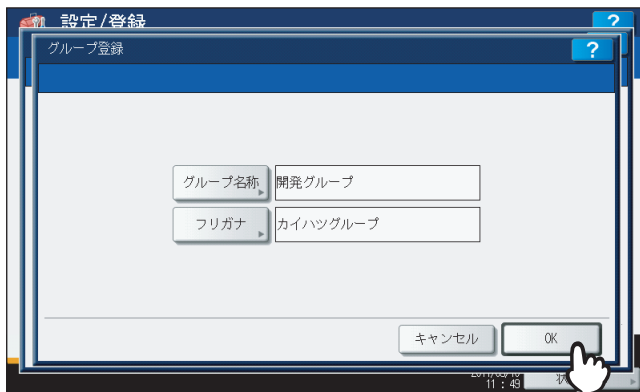 設定/登録
?
グループ登録
?
グループ名称
開発グループ
フリガナ
カイハツグループ
キャンセル
OK
11 : 49
状